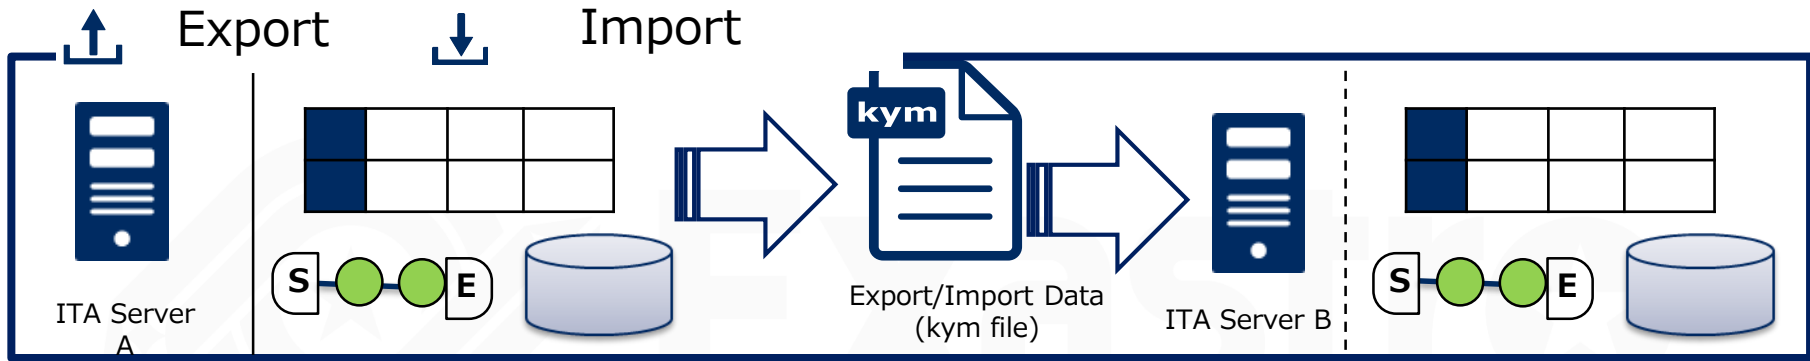 Export
Import
kym
S
E
ITA Server
A
Export/Import Data
(kym file)
ITA Server B
S
E